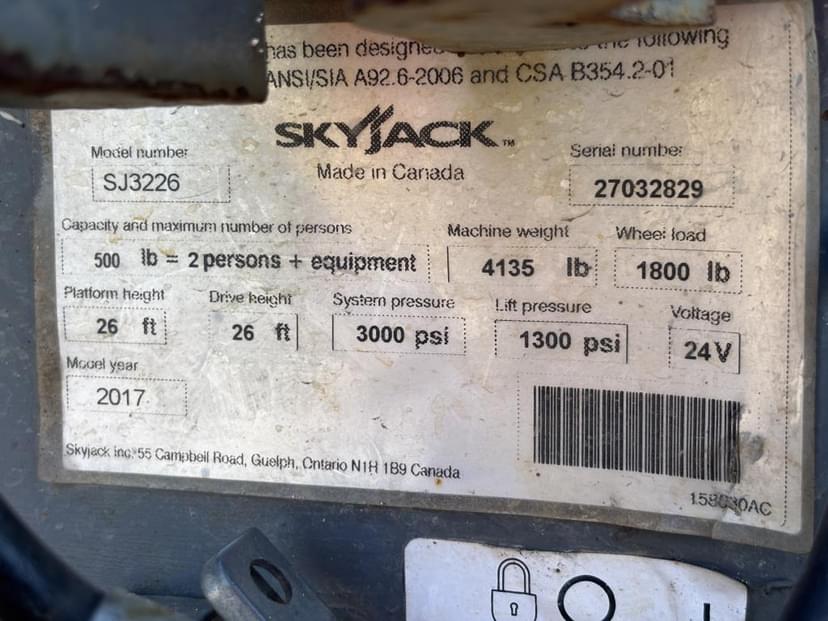 has been designed the following
ANSI/SIA A92.6-2006 and CSA B354.2-01
SKYJACK™
Made in Canada
Model number
SJ3226
Serial number
27032829
Capacity and maximum number of persons
500 lb = 2 persons + equipment
Machine weight
4135 lb
Wheel load
1800 lb
Platform height
26 ft
Drive height
26 ft
System pressure
3000 psi
Lift pressure
1300 psi
Voltage
24V
Model year
2017
Skyjack inc. 55 Campbell Road, Guelph, Ontario N1H 1B9 Canada